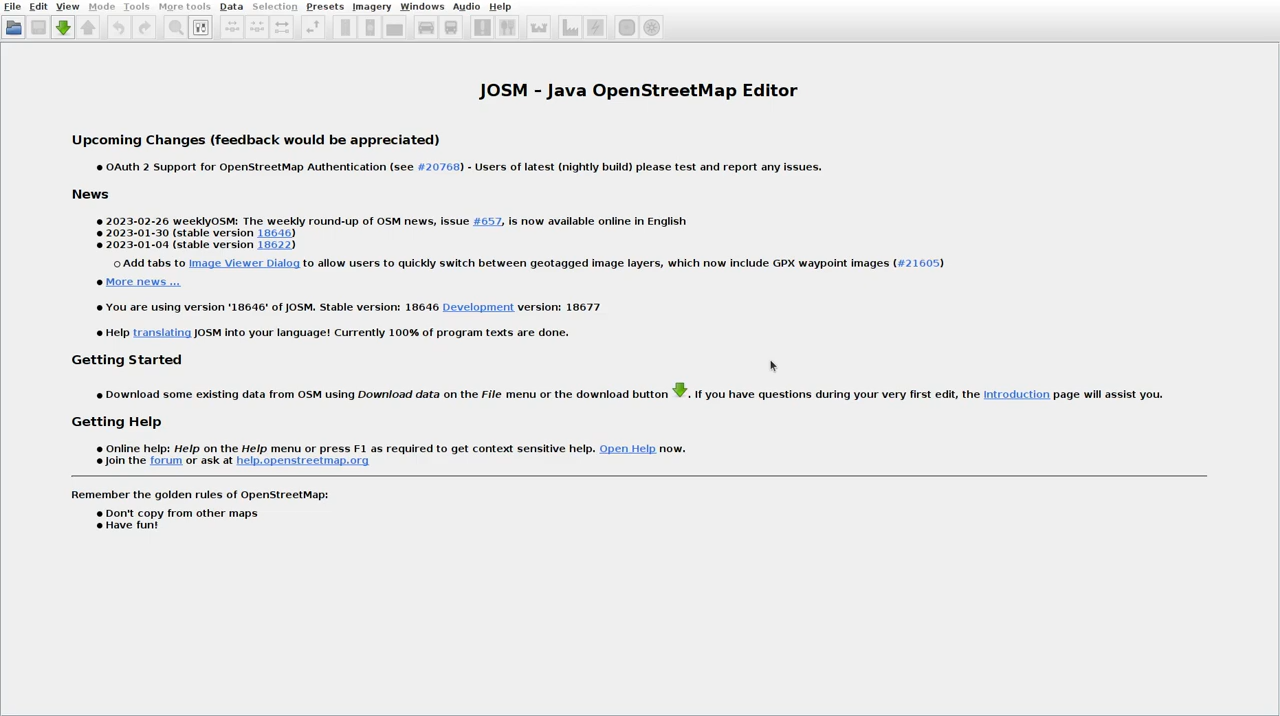 File Edit View Mode Tools More tools Data Selection Presets Imagery Windows Audio Help
JOSM – Java OpenStreetMap Editor
Upcoming Changes (feedback would be appreciated)
OAuth 2 Support for OpenStreetMap Authentication (see #20768) - Users of latest (nightly build) please test and report any issues.
News
2023-02-26 weeklyOSM: The weekly round-up of OSM news, issue #657, is now available online in English
2023-01-30 (stable version 18646)
2023-01-04 (stable version 18622)
Add tabs to Image Viewer Dialog to allow users to quickly switch between geotagged image layers, which now include GPX waypoint images (#21605)
More news ...
You are using version '18646' of JOSM. Stable version: 18646 Development version: 18677
Help translating JOSM into your language! Currently 100% of program texts are done.
Getting Started
Download some existing data from OSM using Download data on the File menu or the download button . If you have questions during your very first edit, the Introduction page will assist you.
Getting Help
Online help: Help on the Help menu or press F1 as required to get context sensitive help. Open Help now.
Join the forum or ask at help.openstreetmap.org
Remember the golden rules of OpenStreetMap:
Don't copy from other maps
Have fun!